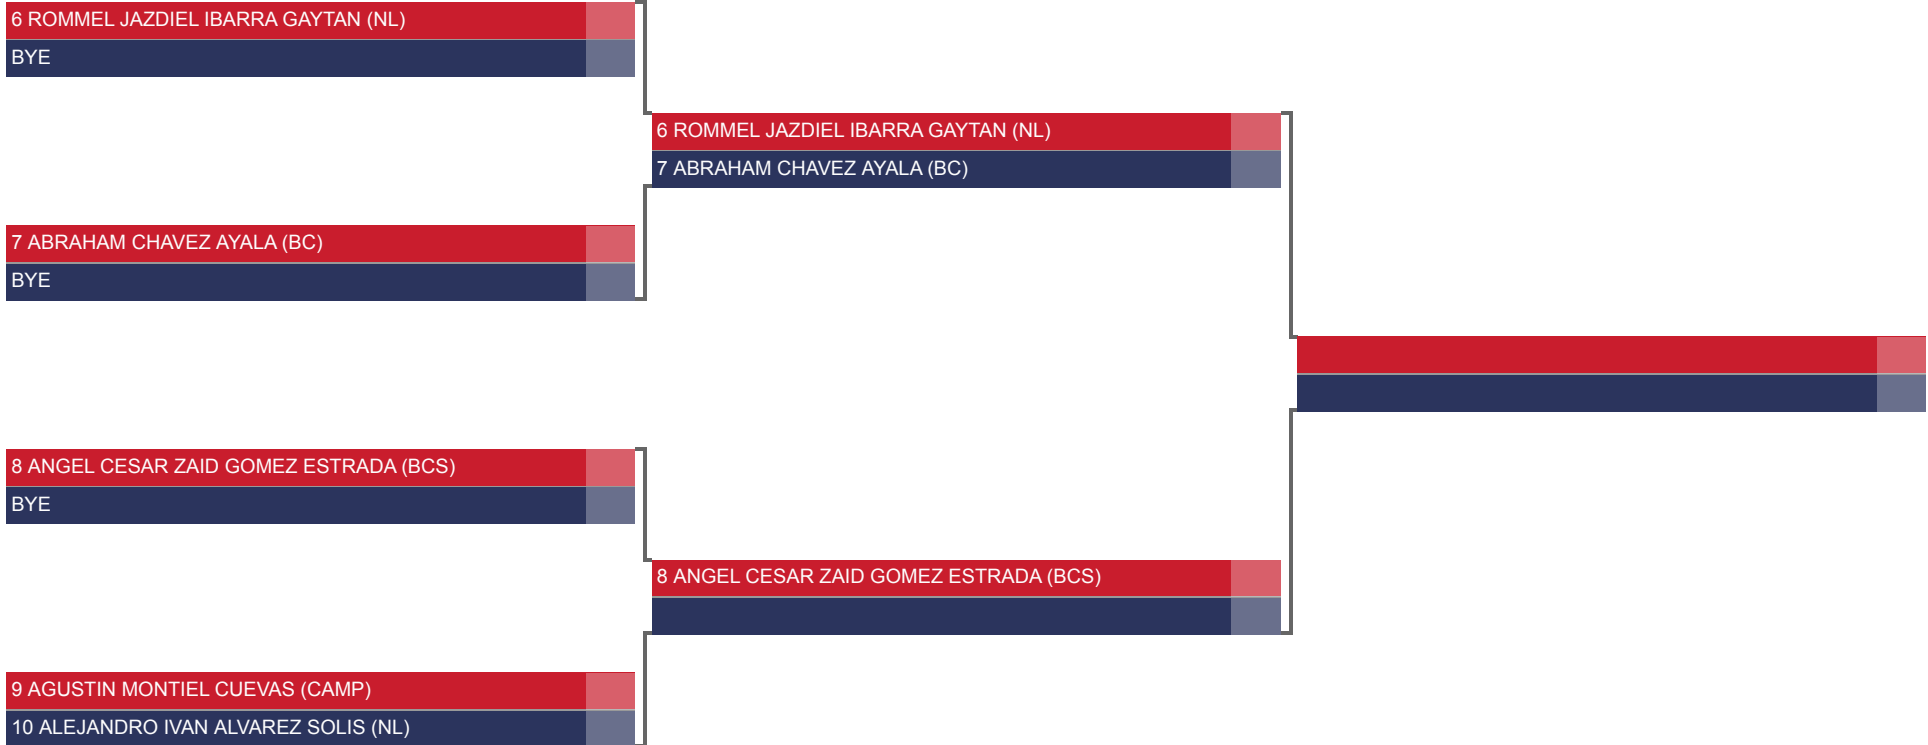 6 ROMMEL JAZDIEL IBARRA GAYTAN (NL)
BYE
7 ABRAHAM CHAVEZ AYALA (BC)
BYE
8 ANGEL CESAR ZAID GOMEZ ESTRADA (BCS)
BYE
9 AGUSTIN MONTIEL CUEVAS (CAMP)
10 ALEJANDRO IVAN ALVAREZ SOLIS (NL)
6 ROMMEL JAZDIEL IBARRA GAYTAN (NL)
7 ABRAHAM CHAVEZ AYALA (BC)
8 ANGEL CESAR ZAID GOMEZ ESTRADA (BCS)